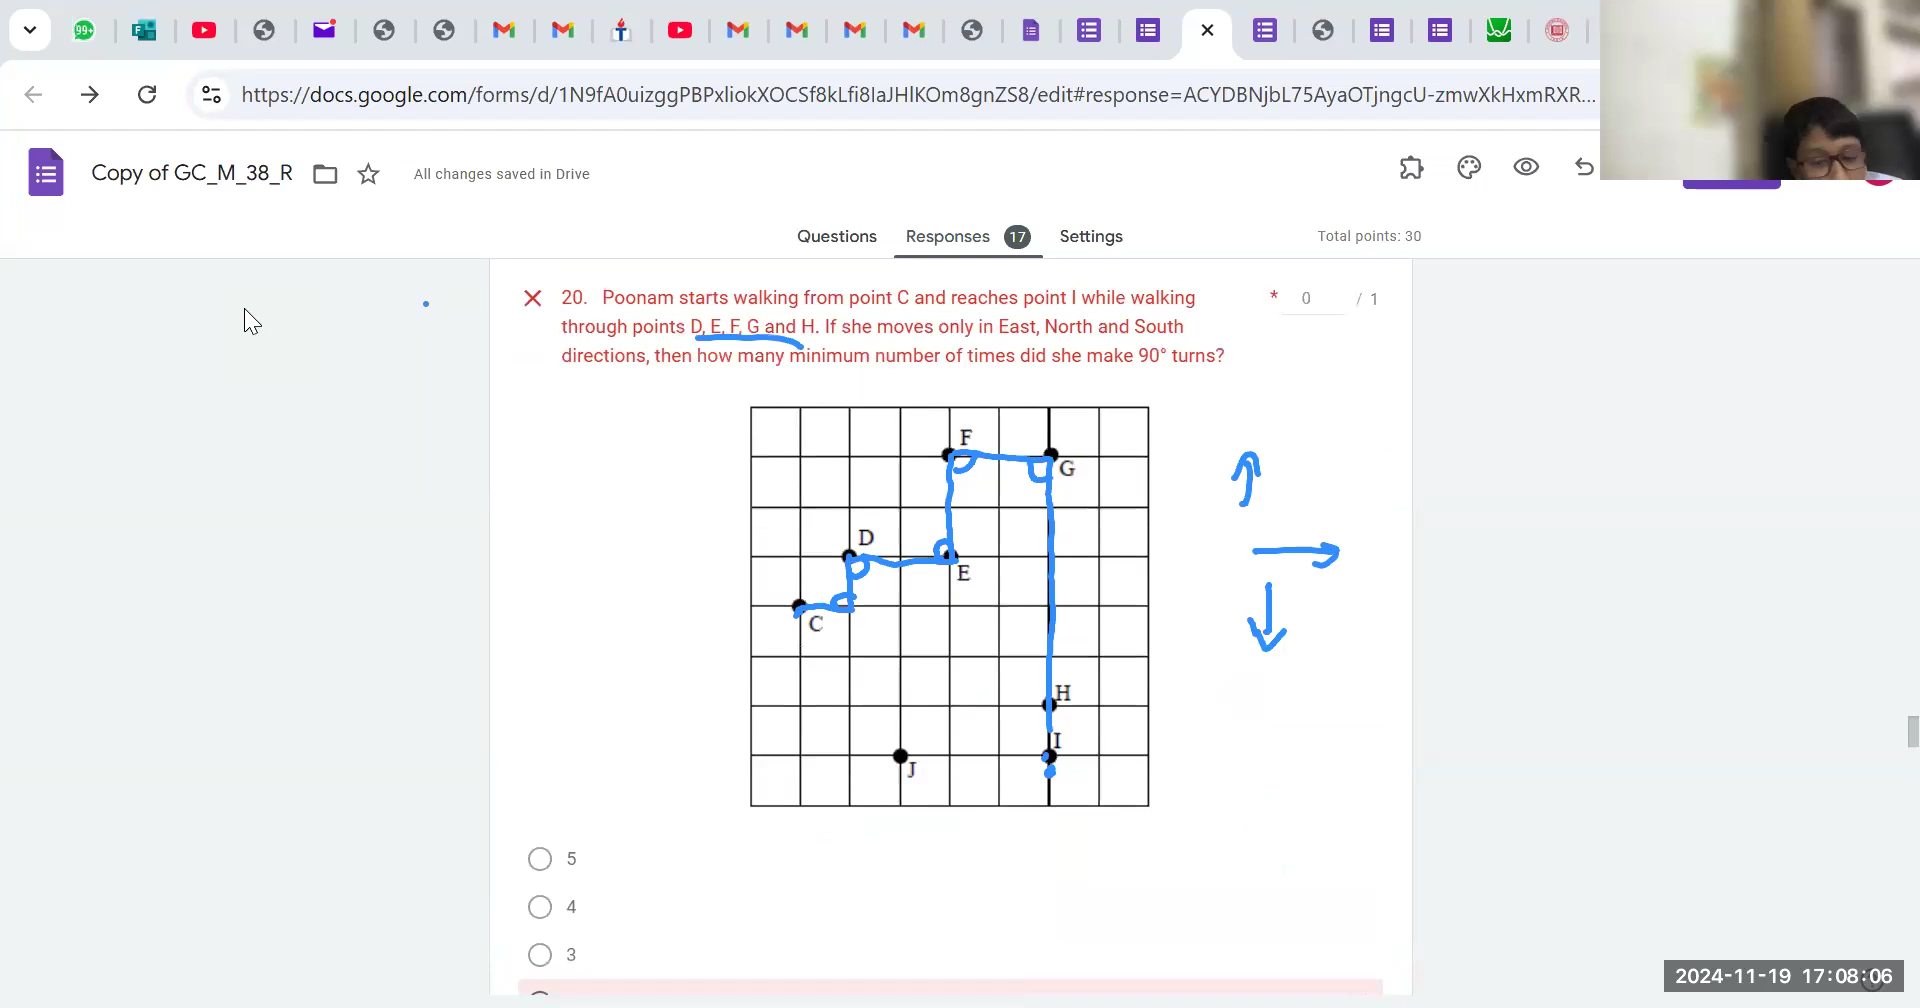 99+
https://docs.google.com/forms/d/1N9fA0uizggPBPxliokXOCSf8kLfi8IaJHlKOm8gnZS8/edit#response=ACYDBNjbL75AyaOTjngcU-zmwXkHxmRXR...
Copy of GC_M_38_R
All changes saved in Drive
Questions
Responses 17
Settings
Total points: 30
20. Poonam starts walking from point C and reaches point I while walking * 0 / 1
through points D, E, F, G and H. If she moves only in East, North and South
directions, then how many minimum number of times did she make 90° turns?
F
G
D
E
C
H
I
J
5
4
3
2024-11-19 17:08:06